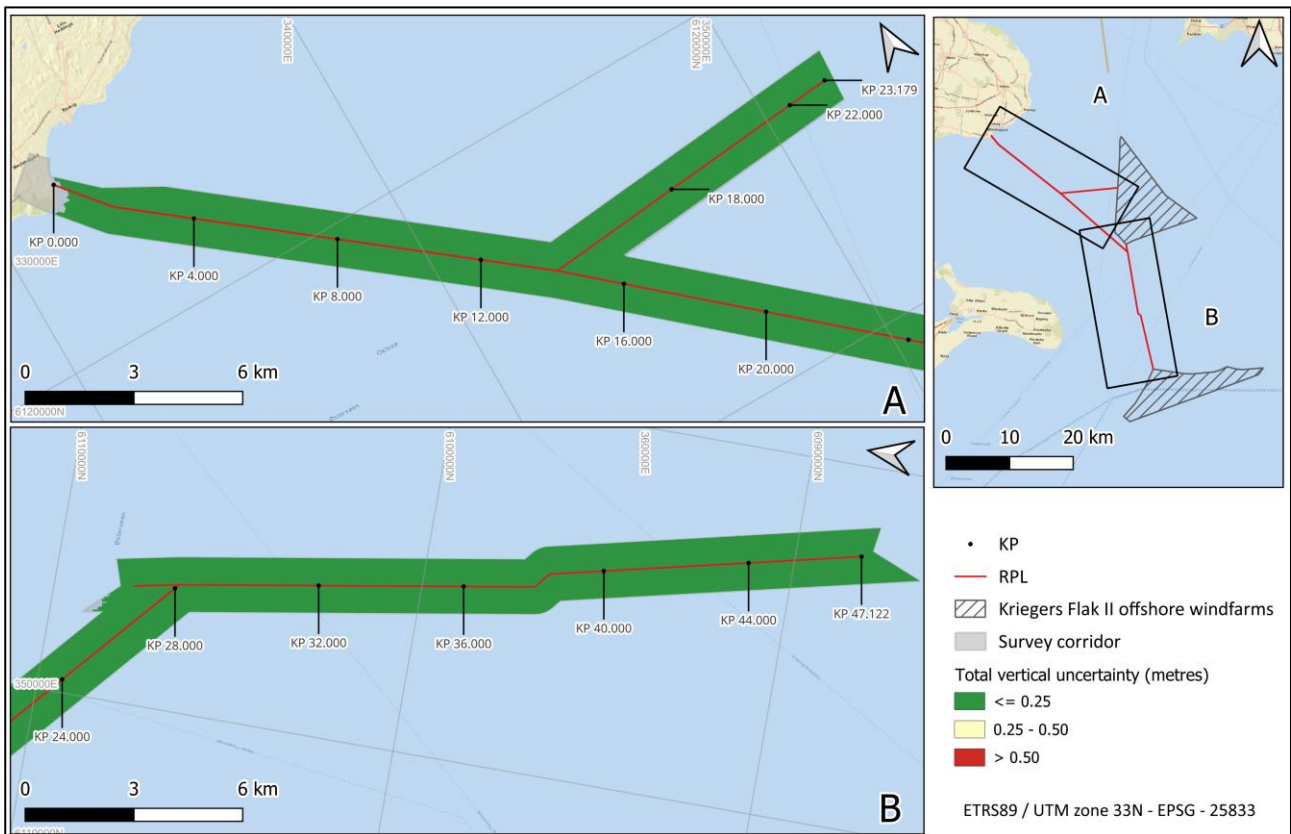 340000E
350000E
6120000N
KP 23.179
KP 22.000
KP 18.000
KP 0.000
330000E
KP 4.000
KP 8.000
KP 12.000
KP 16.000
KP 20.000
0 3 6 km
6120000N
A
6110000N
6100000N
360000E
6090000N
KP 28.000
KP 32.000
KP 36.000
KP 40.000
KP 44.000
KP 47.122
350000E
KP 24.000
0 3 6 km
6110000N
B
A
B
0 10 20 km
KP
RPL
Kriegers Flak II offshore windfarms
Survey corridor
Total vertical uncertainty (metres)
<= 0.25
0.25 - 0.50
> 0.50
ETRS89 / UTM zone 33N - EPSG - 25833